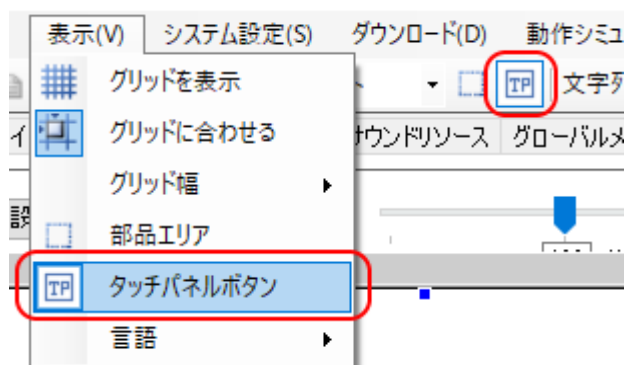 表示(V) システム設定(S) ダウンロード(D) 動作シミュ
グリッドを表示
TP 文字列
グリッドに合わせる
サウンドリソース グローバルメ
グリッド幅
設
部品エリア
TP タッチパネルボタン
言語